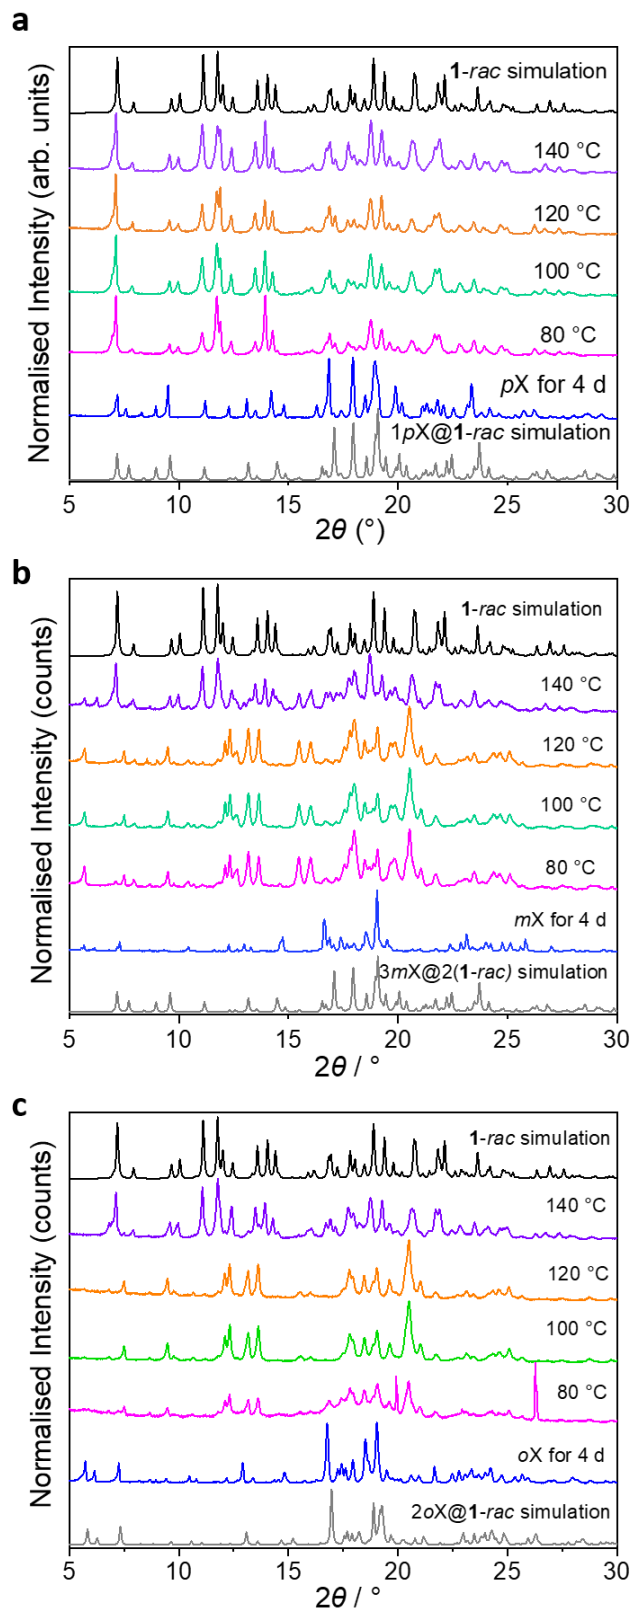 a
Normalised Intensity (arb. units)
1-rac simulation
140 °C
120 °C
100 °C
80 °C
pX for 4 d
1pX@1-rac simulation
5 10 15 20 25 30
2θ (°)
b
Normalised Intensity (counts)
1-rac simulation
140 °C
120 °C
100 °C
80 °C
mX for 4 d
3mX@2(1-rac) simulation
5 10 15 20 25 30
2θ / °
c
Normalised Intensity (counts)
1-rac simulation
140 °C
120 °C
100 °C
80 °C
oX for 4 d
2oX@1-rac simulation
5 10 15 20 25 30
2θ / °